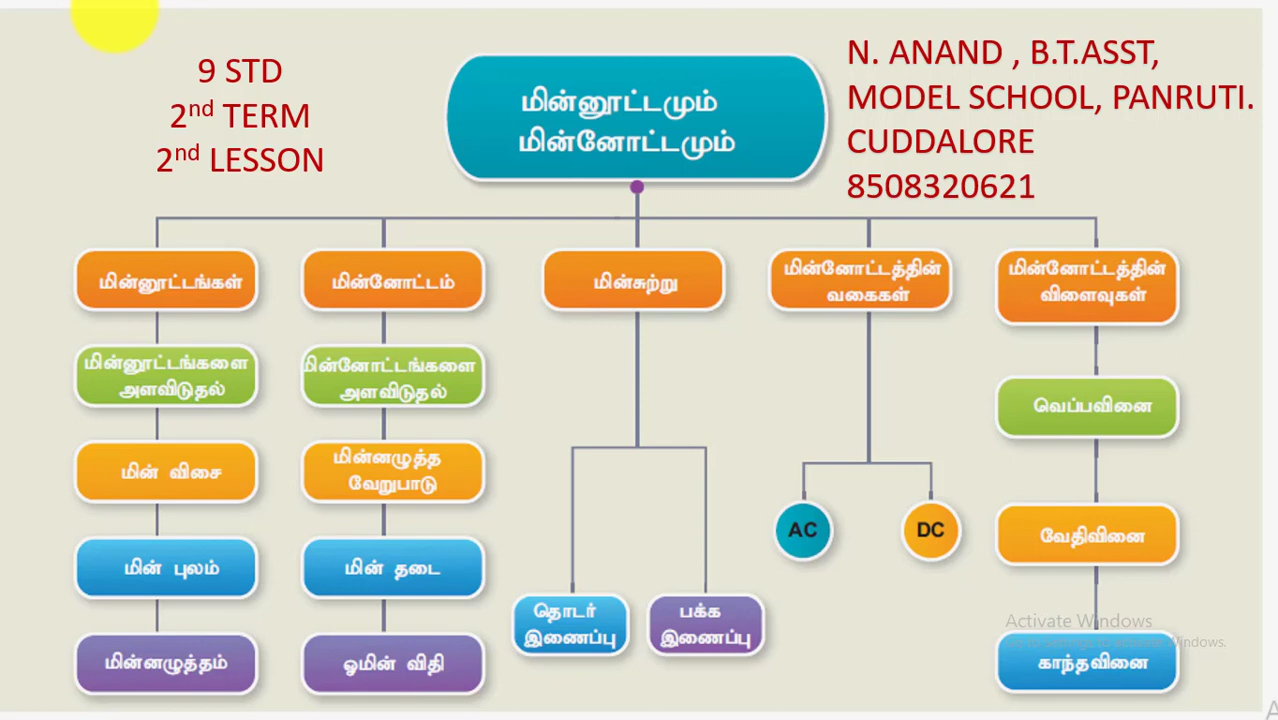 9 STD
2nd TERM
2nd LESSON
மின்னூட்டமும்
மின்னோட்டமும்
N. ANAND , B.T.ASST,
MODEL SCHOOL, PANRUTI.
CUDDALORE
8508320621
மின்னூட்டங்கள்
மின்னூட்டங்களை
அளவிடுதல்
மின் விசை
மின் புலம்
மின்னழுத்தம்
மின்னோட்டம்
மின்னோட்டங்களை
அளவிடுதல்
மின்னழுத்த
வேறுபாடு
மின் தடை
ஓமின் விதி
மின்சுற்று
தொடர்
இணைப்பு
பக்க
இணைப்பு
மின்னோட்டத்தின்
வகைகள்
AC
DC
மின்னோட்டத்தின்
விளைவுகள்
வெப்பவினை
வேதிவினை
Activate Windows
காந்தவினை